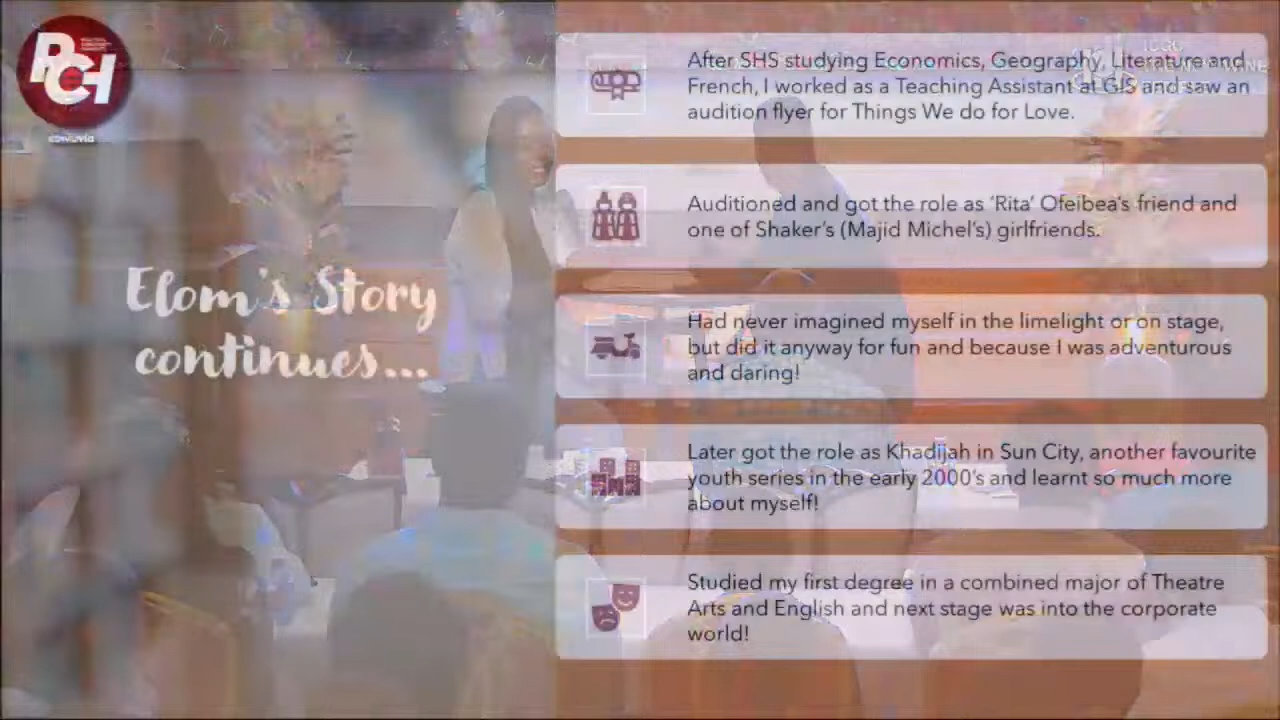 RCH
Elom's Story
continues...
After SHS studying Economics, Geography, Literature and
French, I worked as a Teaching Assistant at GIS and saw an
audition flyer for Things We do for Love.
Auditioned and got the role as ‘Rita’ Ofeibea's friend and
one of Shaker's (Majid Michel's) girlfriends.
Had never imagined myself in the limelight or on stage,
but did it anyway for fun and because I was adventurous
and daring!
Later got the role as Khadijah in Sun City, another favourite
youth series in the early 2000's and learnt so much more
about myself!
Studied my first degree in a combined major of Theatre
Arts and English and next stage was into the corporate
world!